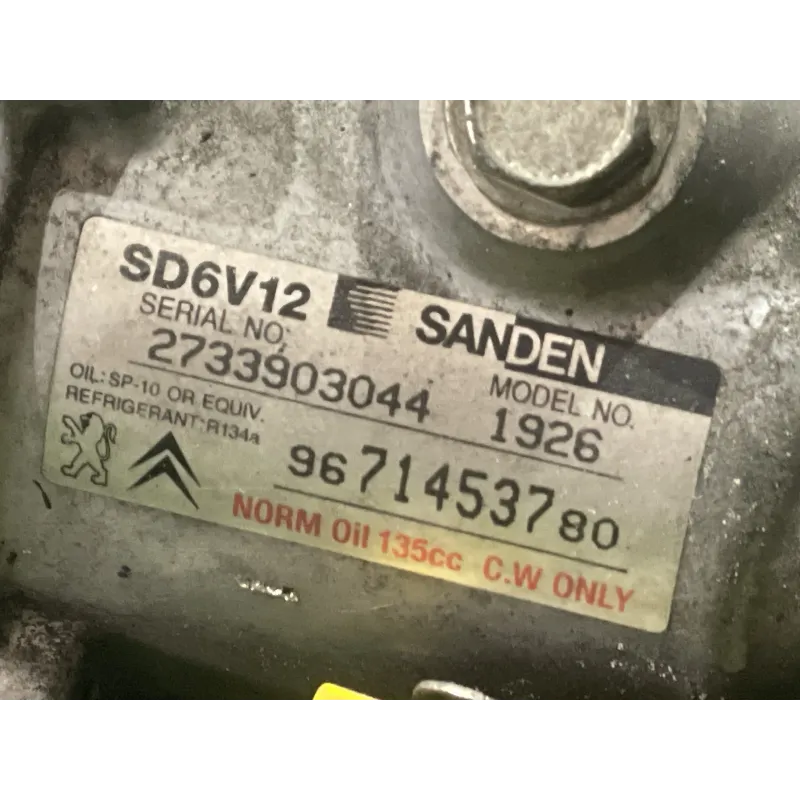 SD6V12 SANDEN
SERIAL NO. MODEL NO.
2733903044 1926
OIL: SP-10 OR EQUIV.
REFRIGERANT: R134a
9671453780
NORM Oil 135cc C.W ONLY